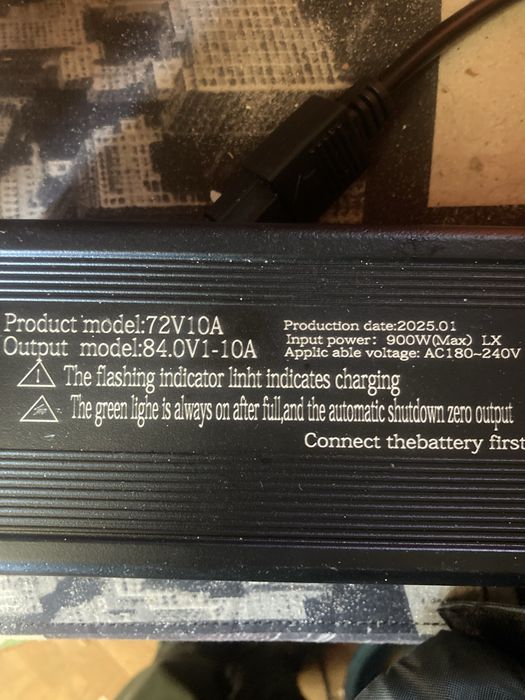 Product model:72V10A
Output model:84.0V1-10A
Production date:2025.01
Input power: 900W(Max) LX
Applic able voltage: AC180~240V
The flashing indicator linht indicates charging
The green lighe is always on after full,and the automatic shutdown zero output
Connect thebattery first